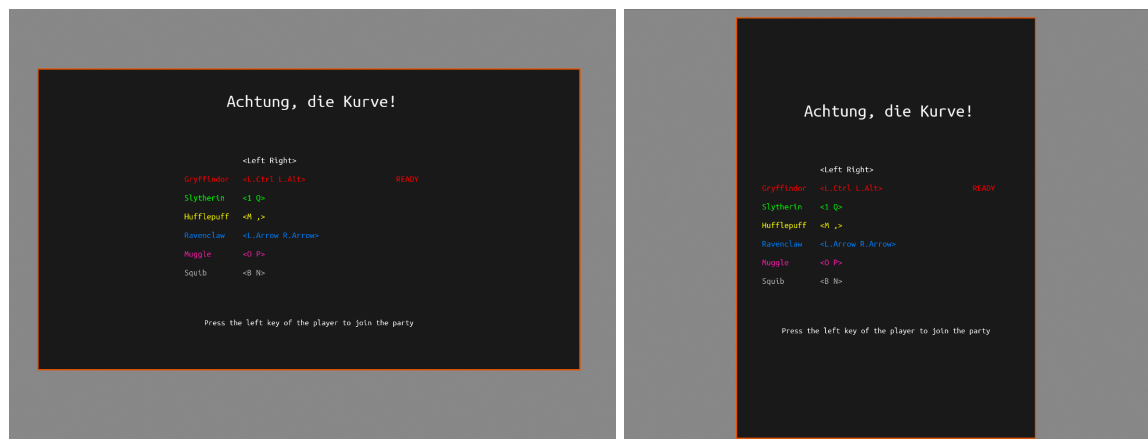 Achtung, die Kurve!
<Left Right>
Gryffindor <L.Ctrl L.Alt> READY
Slytherin <1 Q>
Hufflepuff <M ,>
Ravenclaw <L.Arrow R.Arrow>
Muggle <O P>
Squib <B N>
Press the left key of the player to join the party
Achtung, die Kurve!
<Left Right>
Gryffindor <L.Ctrl L.Alt> READY
Slytherin <1 Q>
Hufflepuff <M ,>
Ravenclaw <L.Arrow R.Arrow>
Muggle <O P>
Squib <B N>
Press the left key of the player to join the party